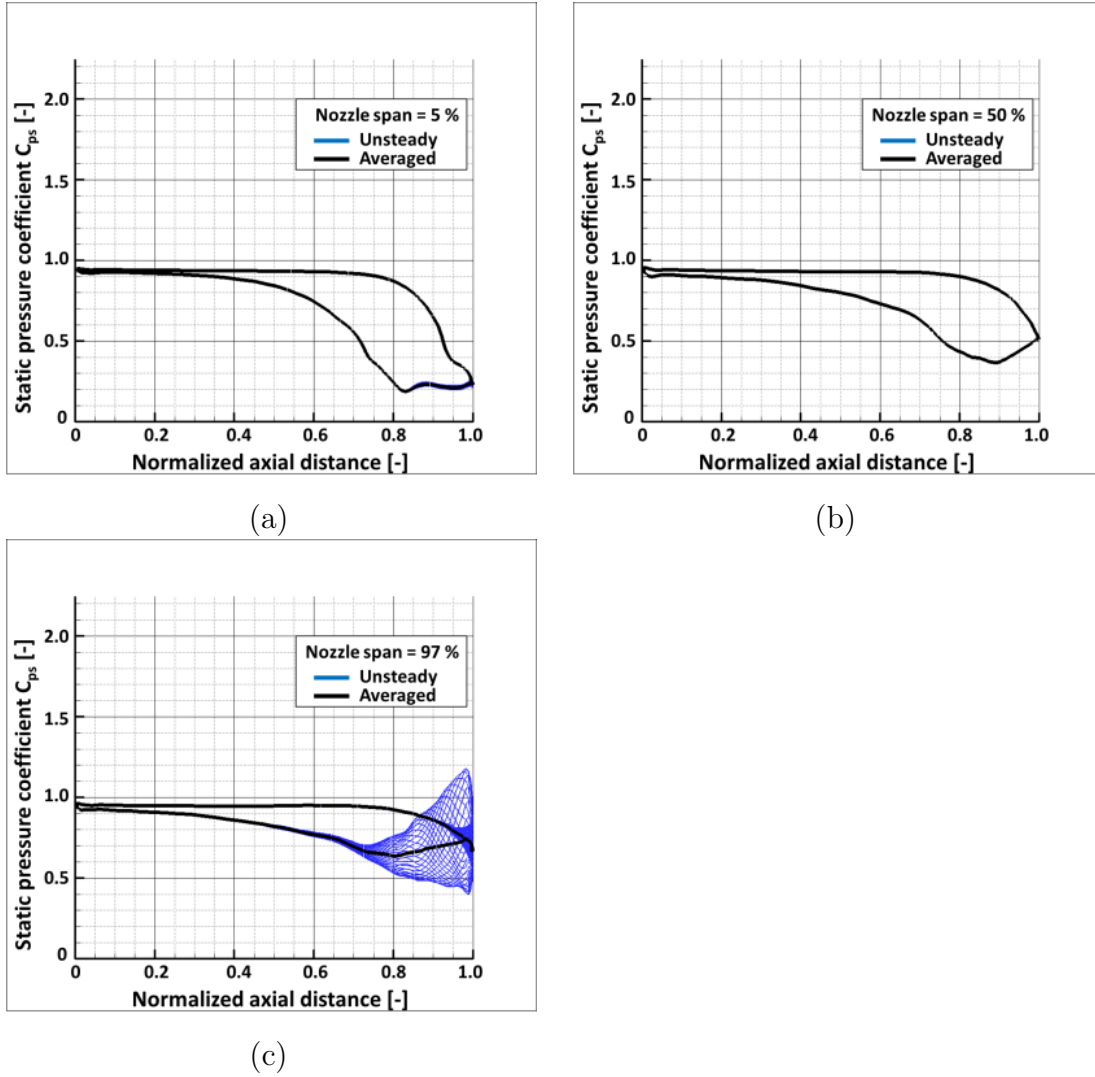 Static pressure coefficient Cps [-]
2.0
1.5
1.0
0.5
0
Nozzle span = 5 %
Unsteady
Averaged
0 0.2 0.4 0.6 0.8 1.0
Normalized axial distance [-]
(a)
Static pressure coefficient Cps [-]
2.0
1.5
1.0
0.5
0
Nozzle span = 50 %
Unsteady
Averaged
0 0.2 0.4 0.6 0.8 1.0
Normalized axial distance [-]
(b)
Static pressure coefficient Cps [-]
2.0
1.5
1.0
0.5
0
Nozzle span = 97 %
Unsteady
Averaged
0 0.2 0.4 0.6 0.8 1.0
Normalized axial distance [-]
(c)